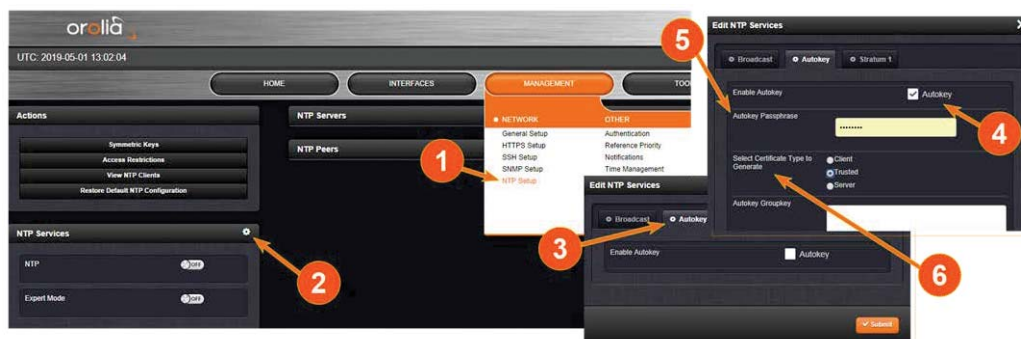 orolia
UTC: 2019-05-01 13:02:04
HOME
INTERFACES
MANAGEMENT
TOO
Actions
Symmetric Keys
Access Restrictions
View NTP Clients
Restore Default NTP Configuration
NTP Servers
NTP Peers
NETWORK
General Setup
HTTPS Setup
SSH Setup
SNMP Setup
NTP Setup
OTHER
Authentication
Reference Priority
Notifications
Time Management
1
NTP Services
NTP
OFF
Expert Mode
OFF
2
Edit NTP Services
Broadcast
Autokey
3
Enable Autokey
Autokey
Submit
Edit NTP Services
X
5
Broadcast
Autokey
Stratum 1
Enable Autokey
Autokey
4
Autokey Passphrase
••••••••
Select Certificate Type to
Generate
Client
Trusted
Server
Autokey Groupkey
6